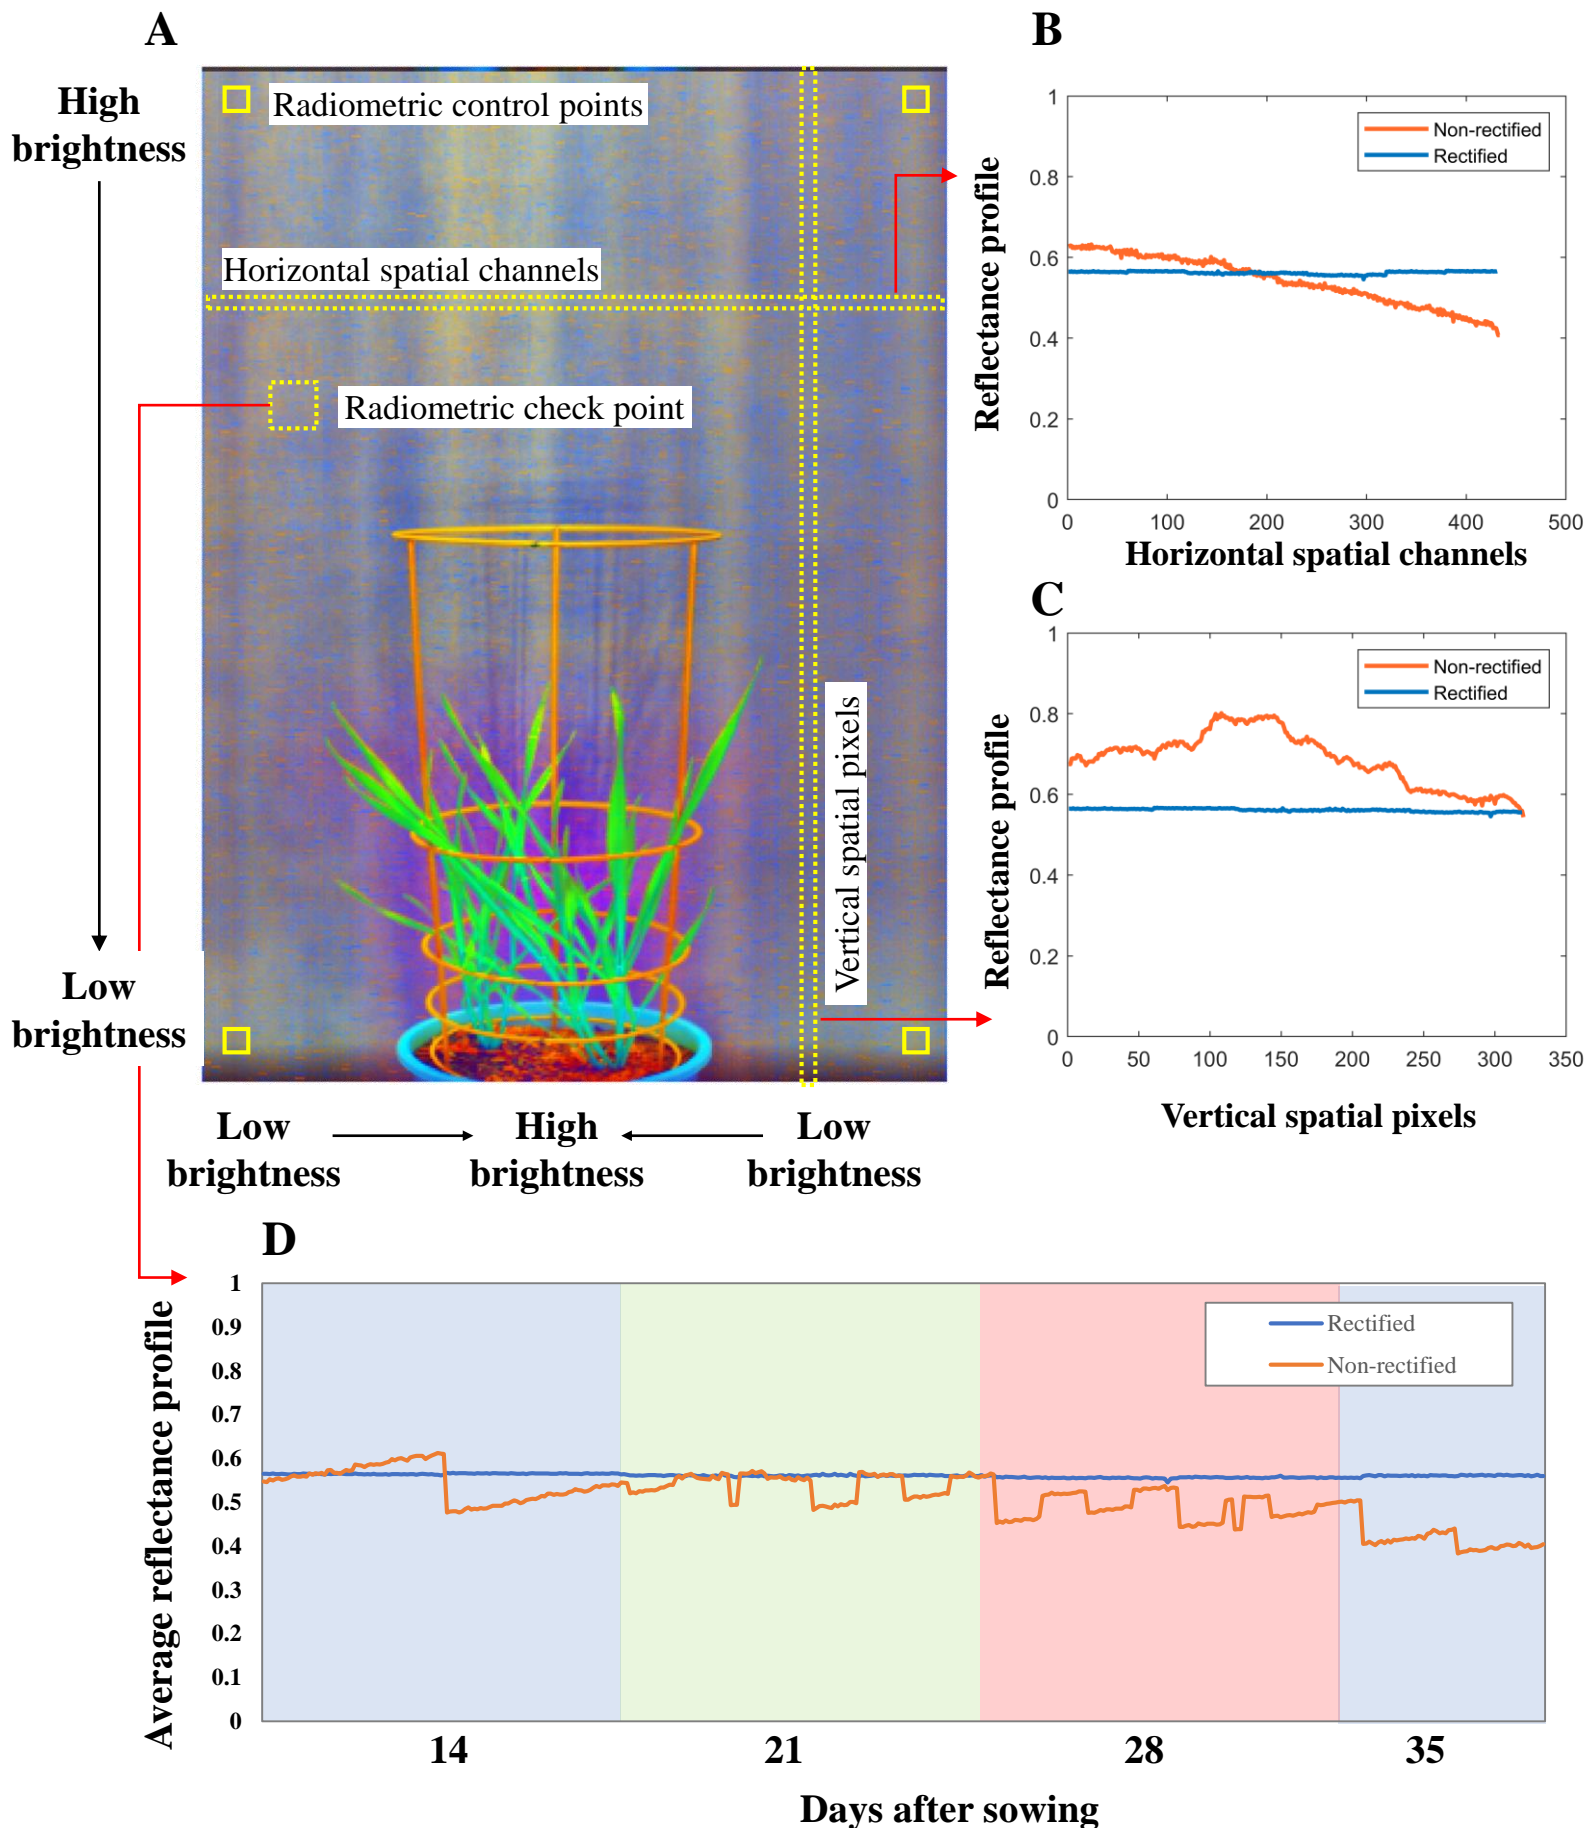 A
High
brightness
Radiometric control points
Horizontal spatial channels
Radiometric check point
Vertical spatial pixels
Low
brightness
Low
brightness
High
brightness
Low
brightness
B
Reflectance profile
1
0.8
0.6
0.4
0.2
0
Non-rectified
Rectified
0 100 200 300 400 500
Horizontal spatial channels
C
Reflectance profile
1
0.8
0.6
0.4
0.2
0
Non-rectified
Rectified
0 50 100 150 200 250 300 350
Vertical spatial pixels
D
Average reflectance profile
1
0.9
0.8
0.7
0.6
0.5
0.4
0.3
0.2
0.1
0
Rectified
Non-rectified
14 21 28 35
Days after sowing